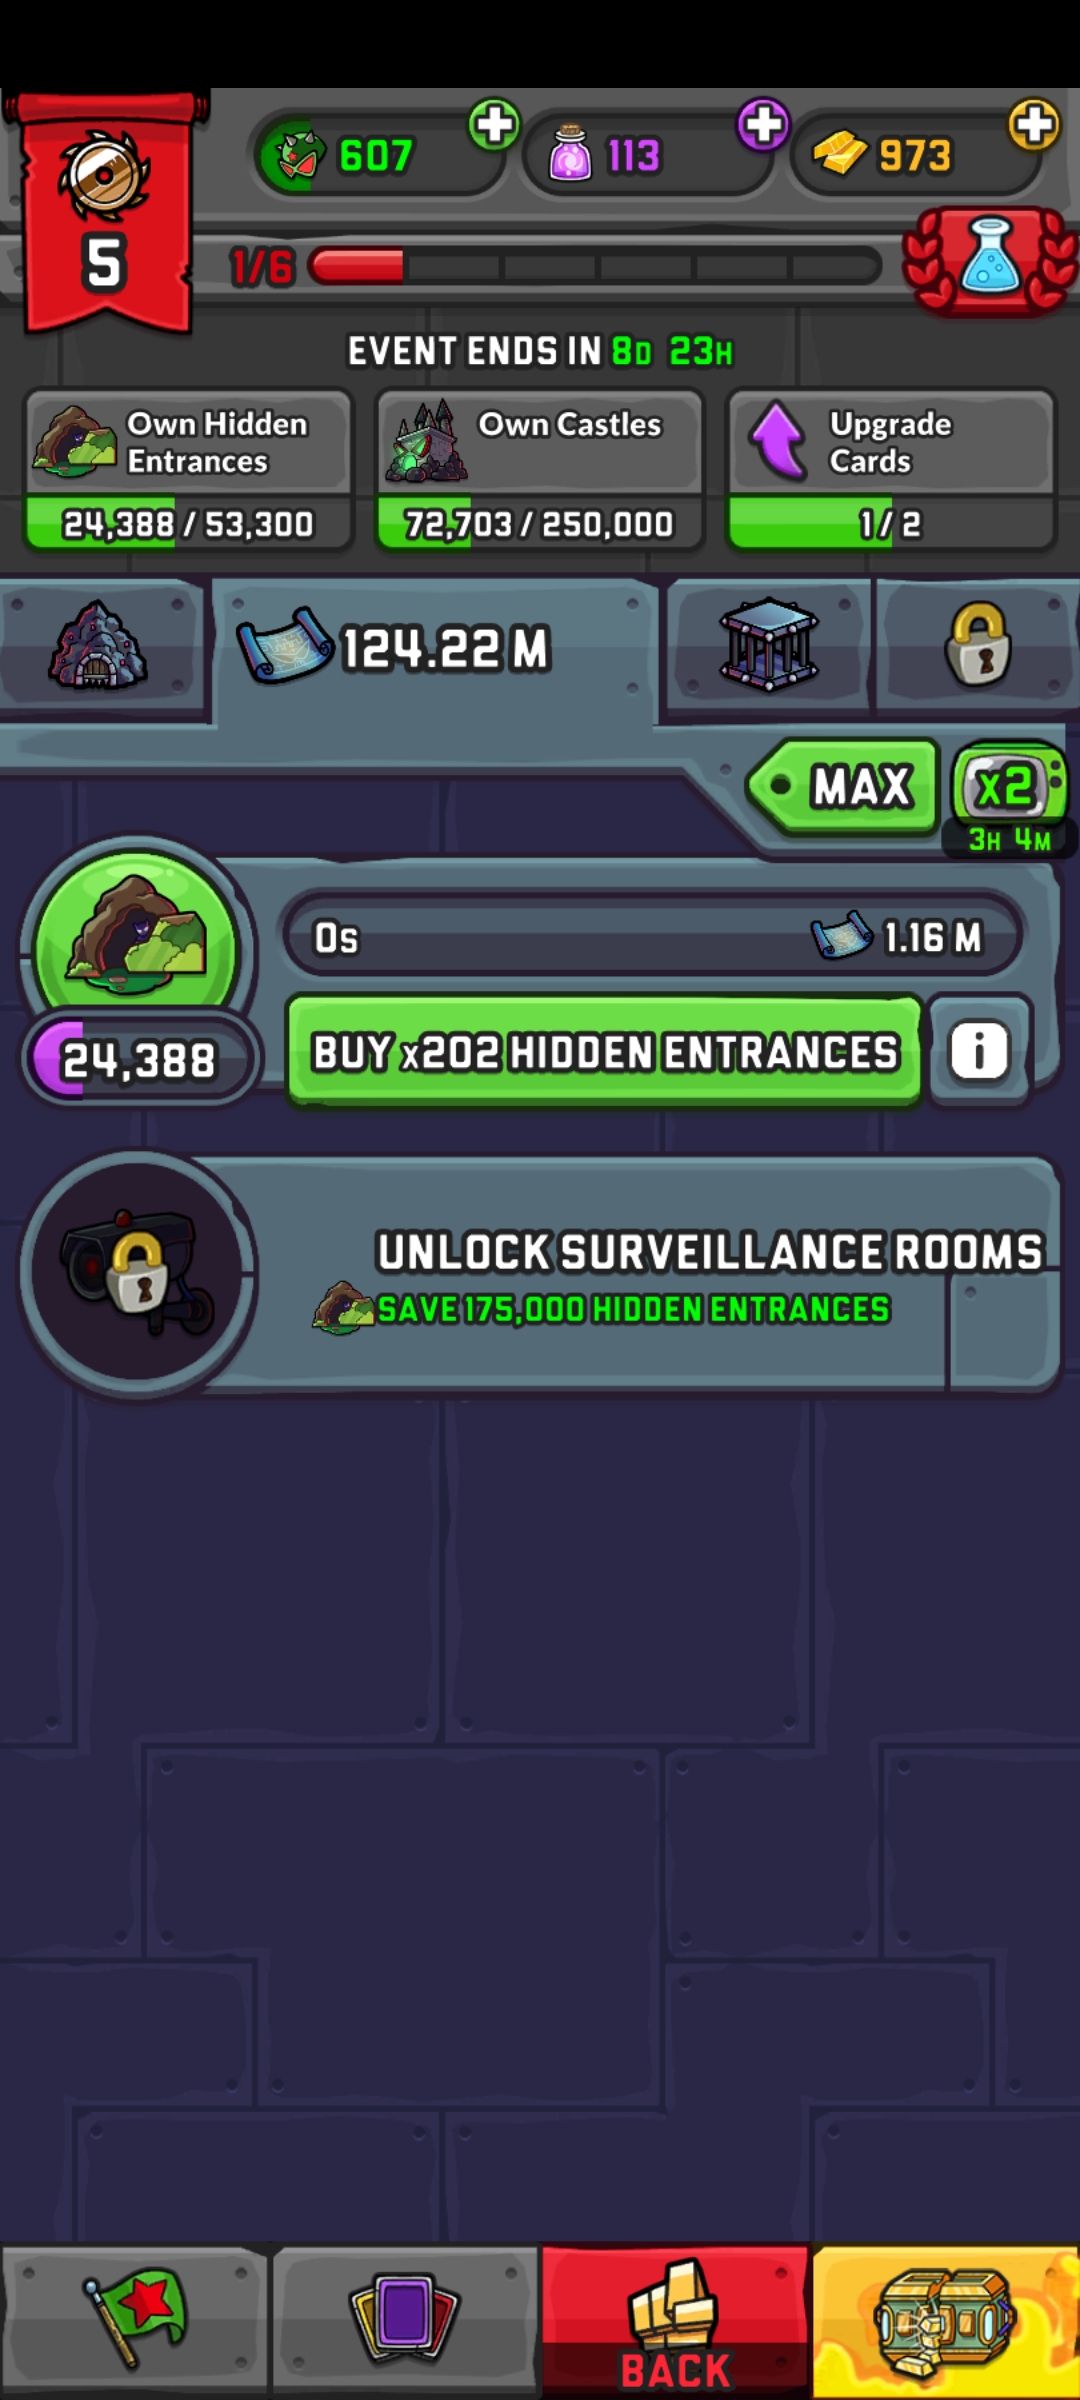 607
113
973
5
1/6
EVENT ENDS IN 8D 23H
Own Hidden Entrances
24,388 / 53,300
Own Castles
72,703 / 250,000
Upgrade Cards
1 / 2
124.22 M
MAX
x2
3H 4M
0s
1.16 M
24,388
BUY x202 HIDDEN ENTRANCES
i
UNLOCK SURVEILLANCE ROOMS
SAVE 175,000 HIDDEN ENTRANCES
BACK